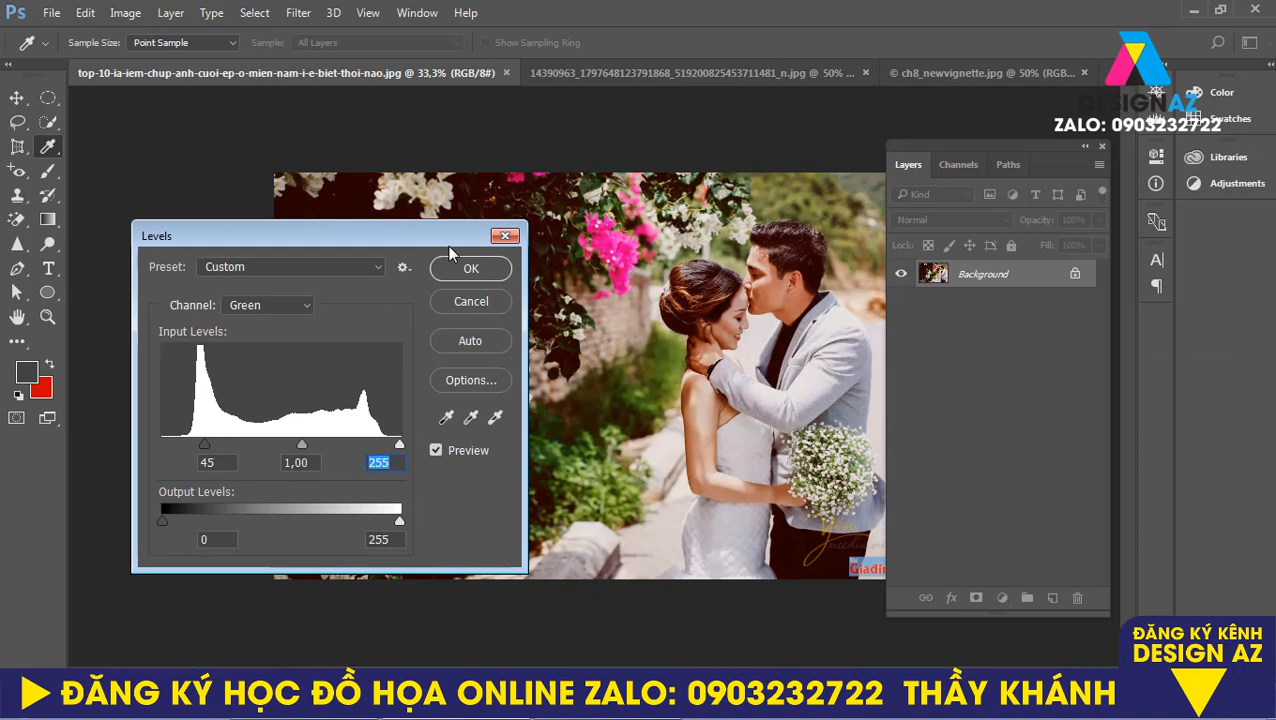 Ps File Edit Image Layer Type Select Filter 3D View Window Help
Sample Size: Point Sample Sample: All Layers Show Sampling Ring
top-10-ia-iem-chup-anh-cuoi-ep-o-mien-nam-i-e-biet-thoi-nao.jpg @ 33,3% (RGB/8#) × 14390963_1797648123791868_519200825453711481_n.jpg @ 50% ... × © ch8_newvignette.jpg @ 50% (RGB... ×
DESIGN AZ
ZALO: 0903232722
Color
Swatches
Libraries
Adjustments
Layers Channels Paths
Kind
Normal Opacity: 100%
Lock: Fill: 100%
Background
Levels
Preset: Custom
OK
Channel: Green
Cancel
Input Levels:
Auto
Options...
Preview
45 1,00 255
Output Levels:
0 255
ĐĂNG KÝ KÊNH
DESIGN AZ
ĐĂNG KÝ HỌC ĐỒ HỌA ONLINE ZALO: 0903232722 THẦY KHÁNH